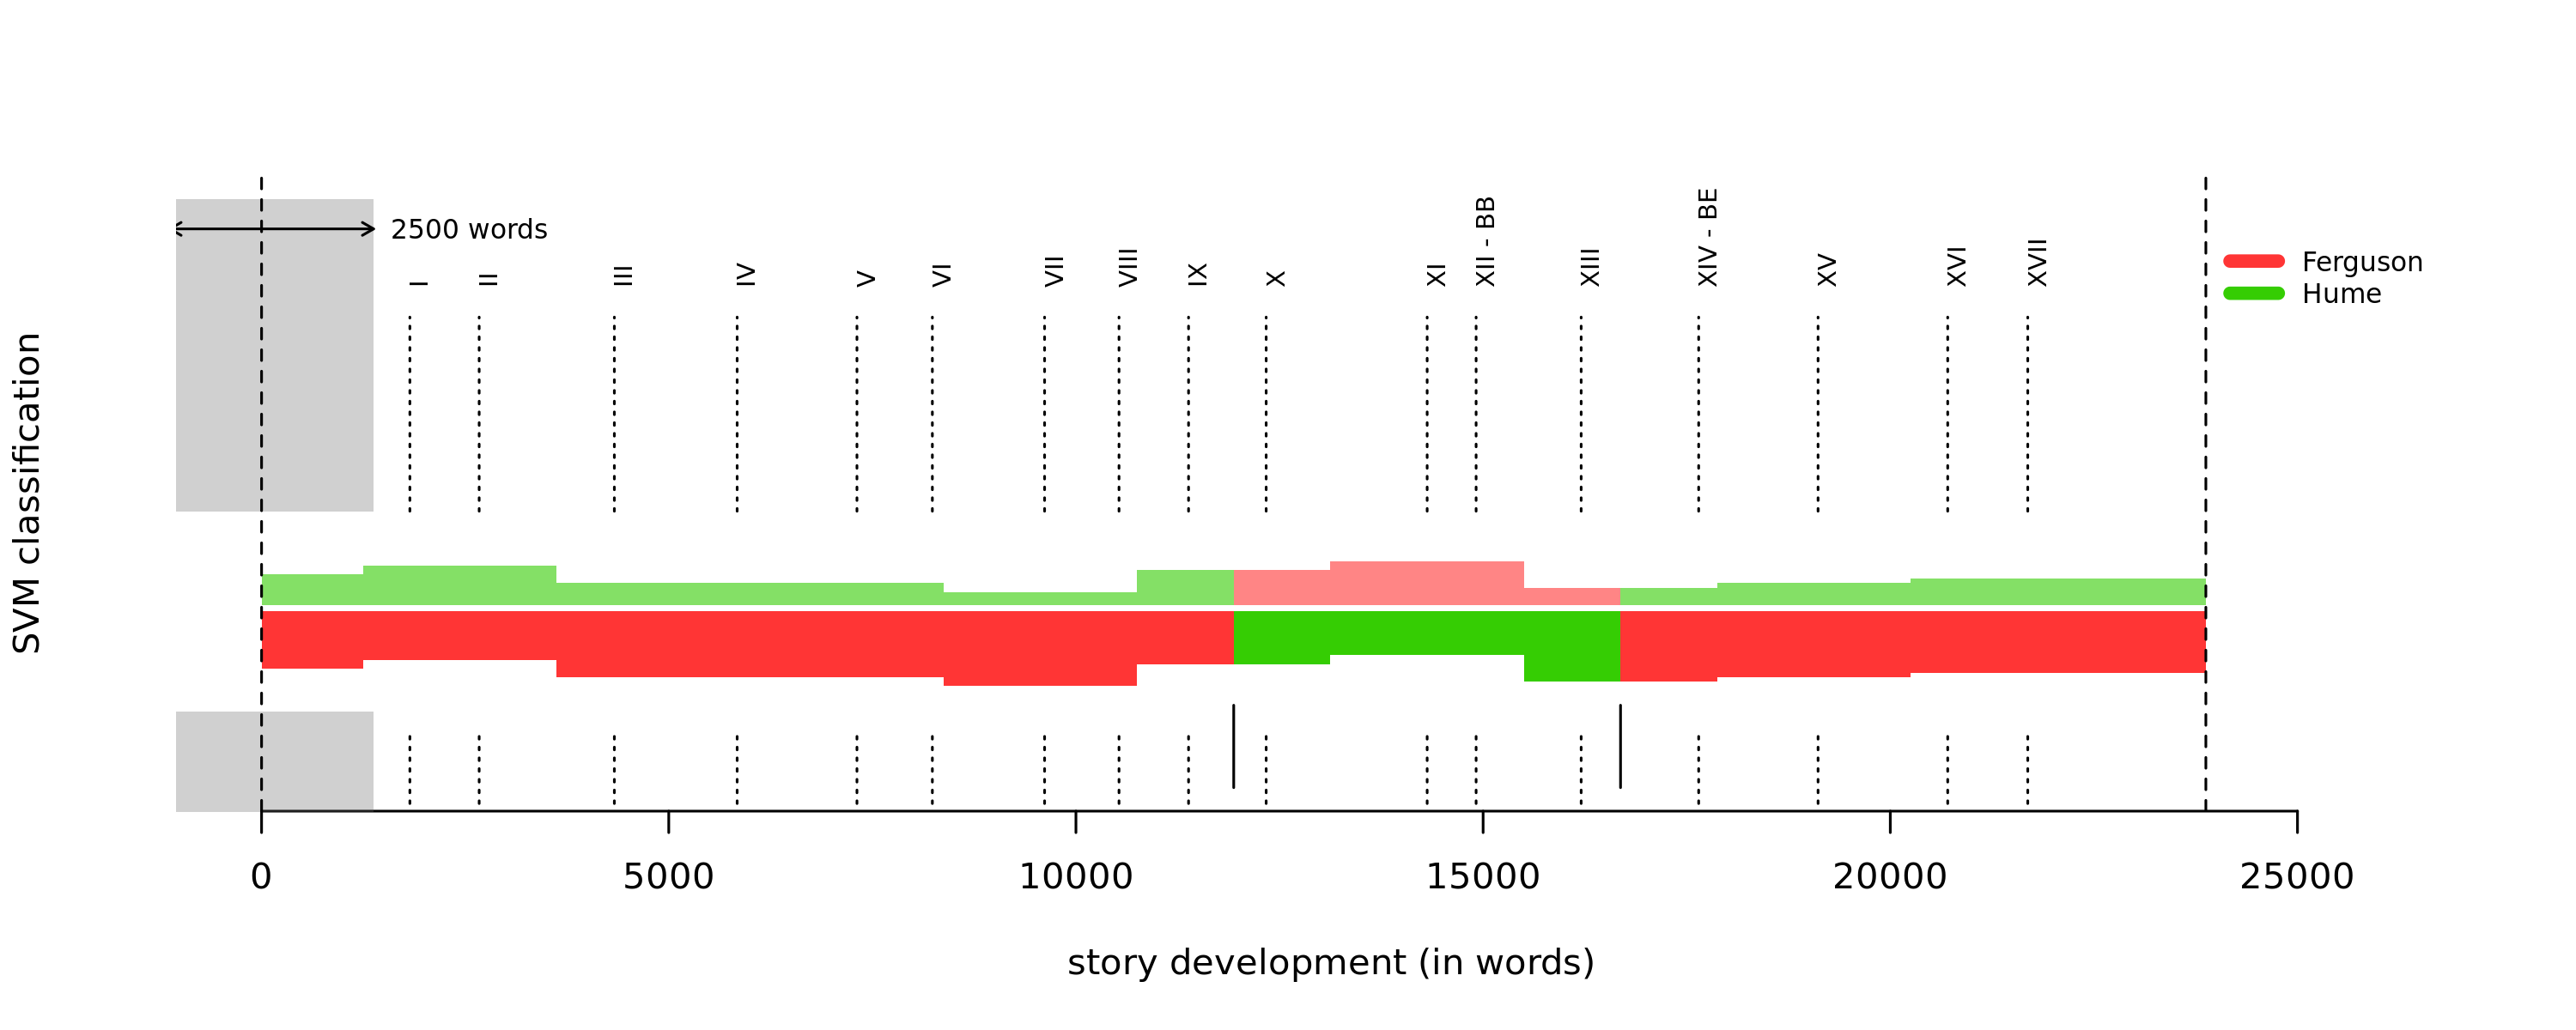 2500 words
I
II
III
IV
V
VI
VII
VIII
IX
X
XI
XII - BB
XIII
XIV - BE
XV
XVI
XVII
Ferguson
Hume
SVM classification
0
5000
10000
15000
20000
25000
story development (in words)